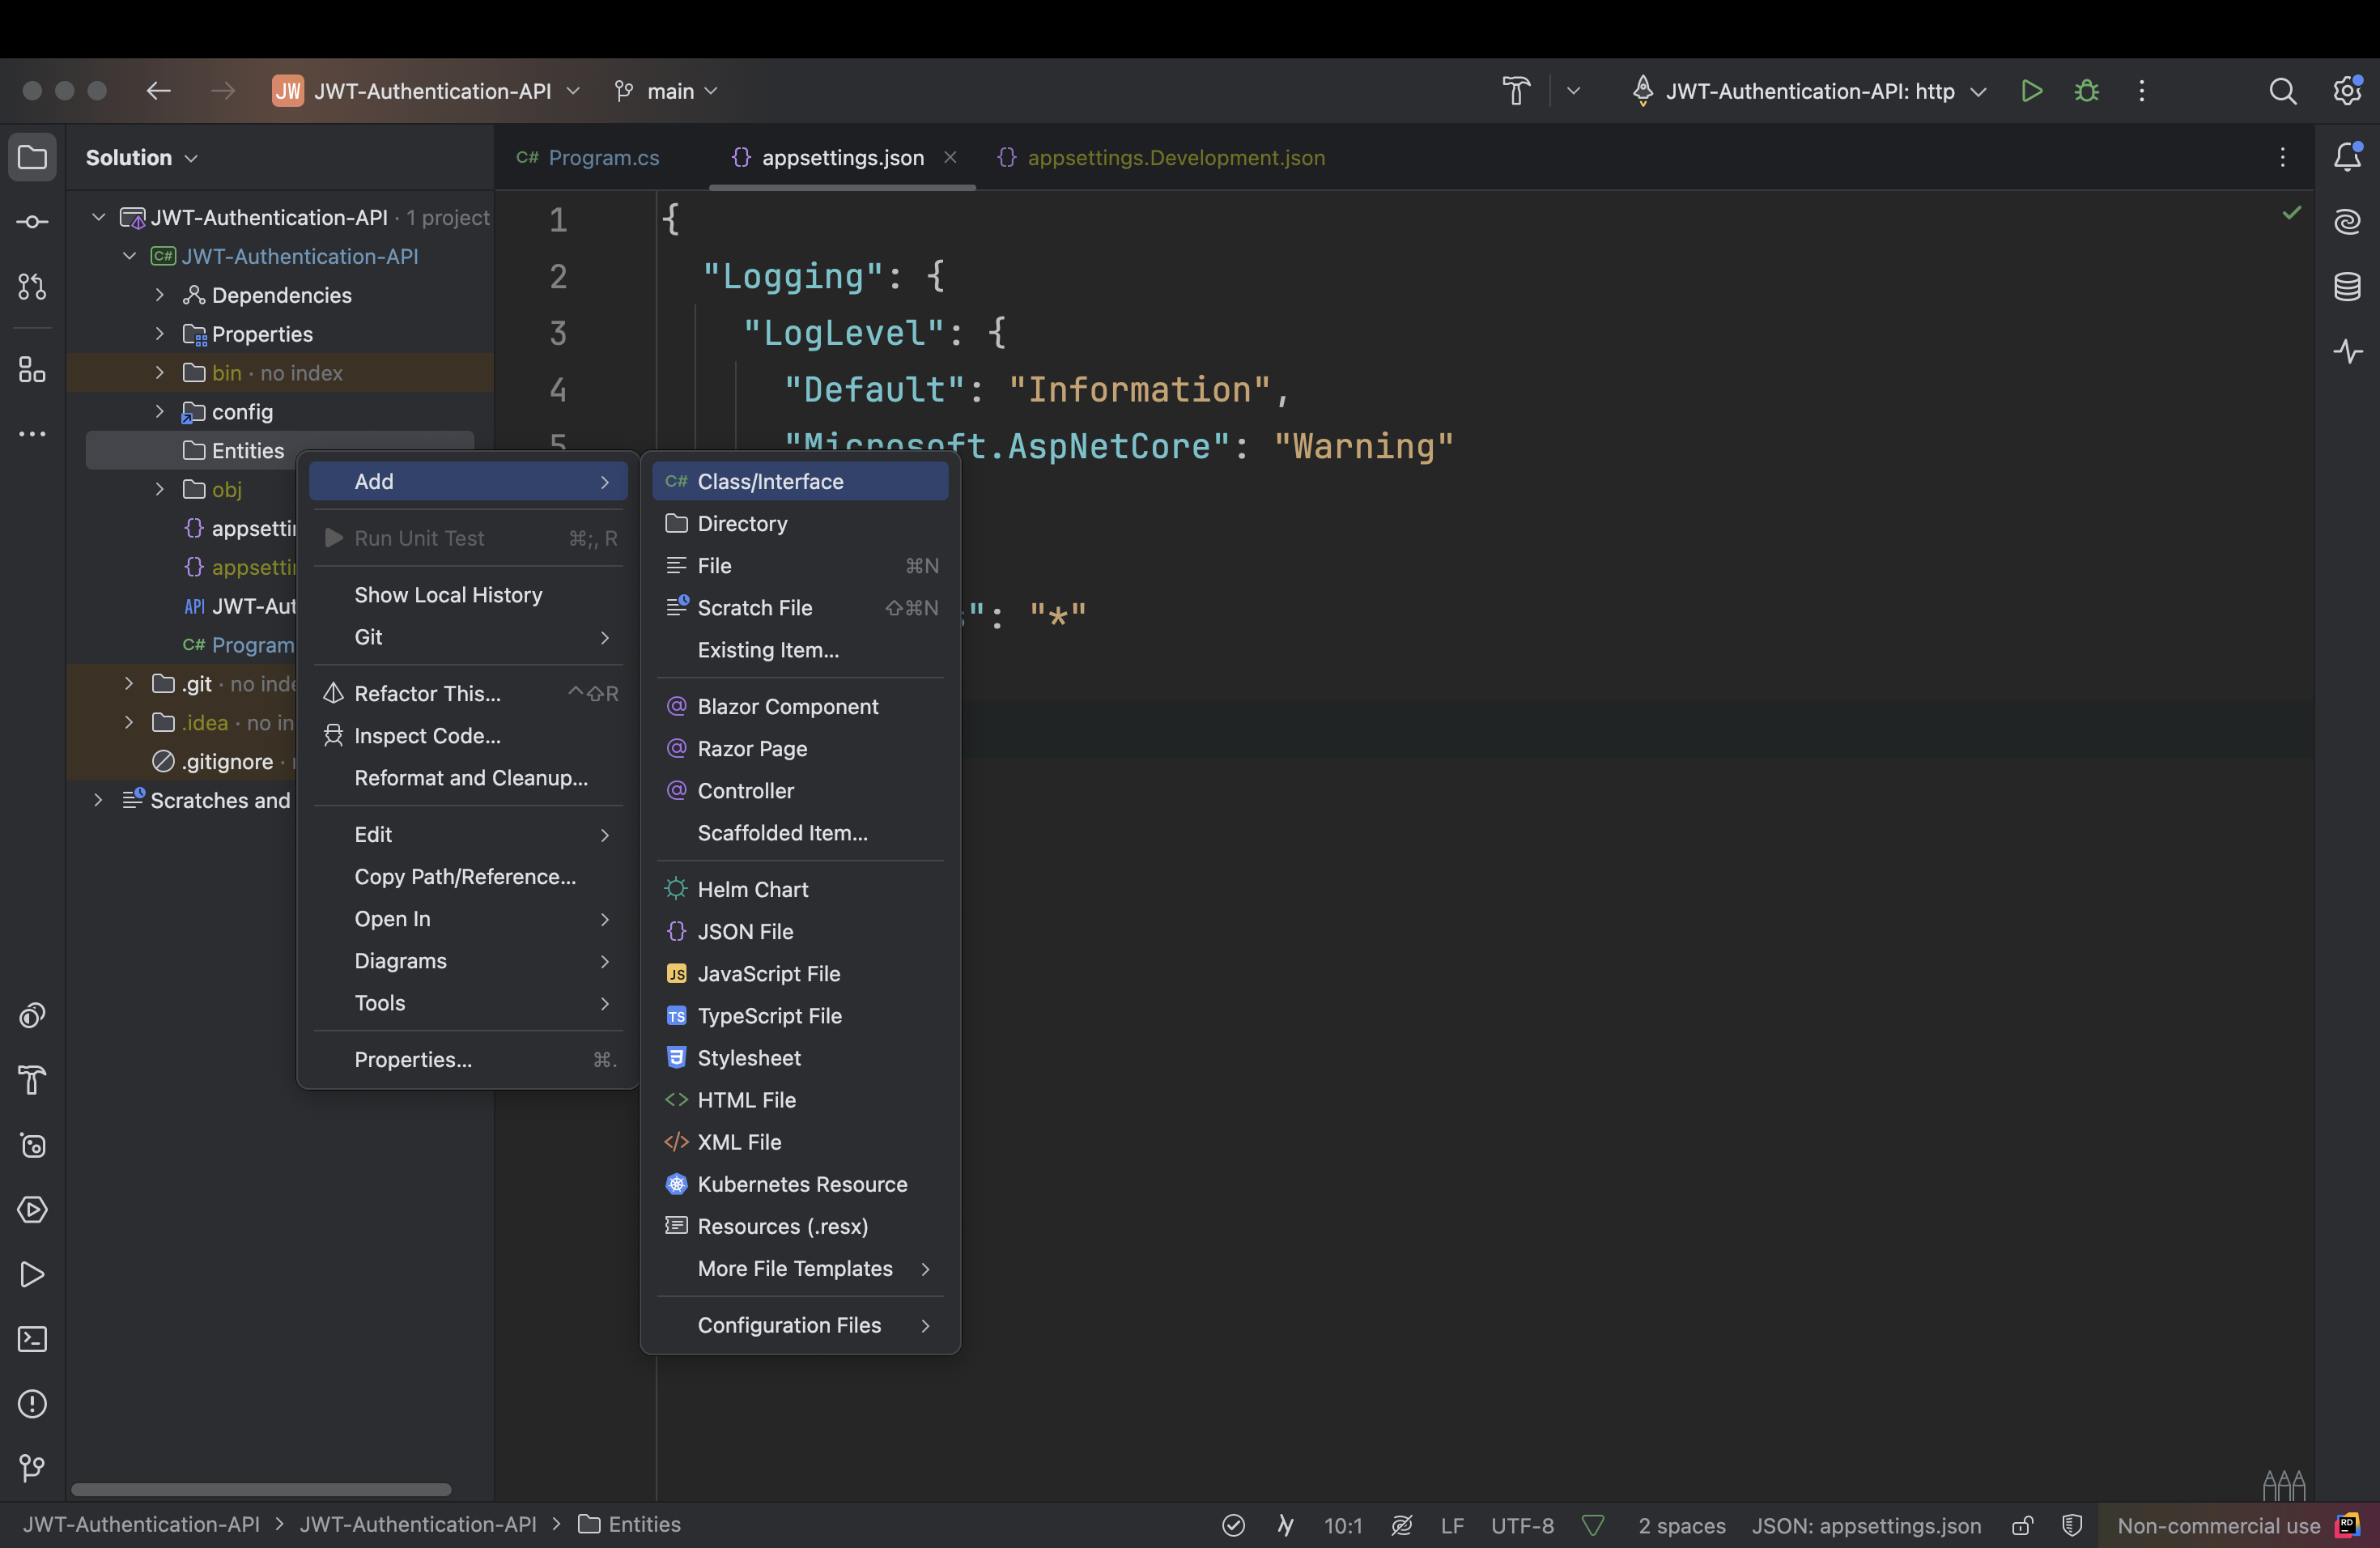 JW JWT-Authentication-API main JWT-Authentication-API: http
Solution
C# Program.cs {} appsettings.json {} appsettings.Development.json
JWT-Authentication-API · 1 project
C# JWT-Authentication-API
Dependencies
Properties
bin · no index
config
Entities
obj
{} appsetti
{} appsetti
API JWT-Aut
C# Program
.git · no inde
.idea · no in
.gitignore ·
Scratches and
1 {
2 "Logging": {
3 "LogLevel": {
4 "Default": "Information",
5 "Microsoft.AspNetCore": "Warning"
": "*"
Add
Run Unit Test ⌘;, R
Show Local History
Git
Refactor This... ⌃⇧R
Inspect Code...
Reformat and Cleanup...
Edit
Copy Path/Reference...
Open In
Diagrams
Tools
Properties... ⌘.
C# Class/Interface
Directory
File ⌘N
Scratch File ⇧⌘N
Existing Item...
@ Blazor Component
@ Razor Page
@ Controller
Scaffolded Item...
Helm Chart
{} JSON File
JS JavaScript File
TS TypeScript File
Stylesheet
<> HTML File
</> XML File
Kubernetes Resource
Resources (.resx)
More File Templates
Configuration Files
JWT-Authentication-API > JWT-Authentication-API > Entities
10:1 LF UTF-8 2 spaces JSON: appsettings.json Non-commercial use RD